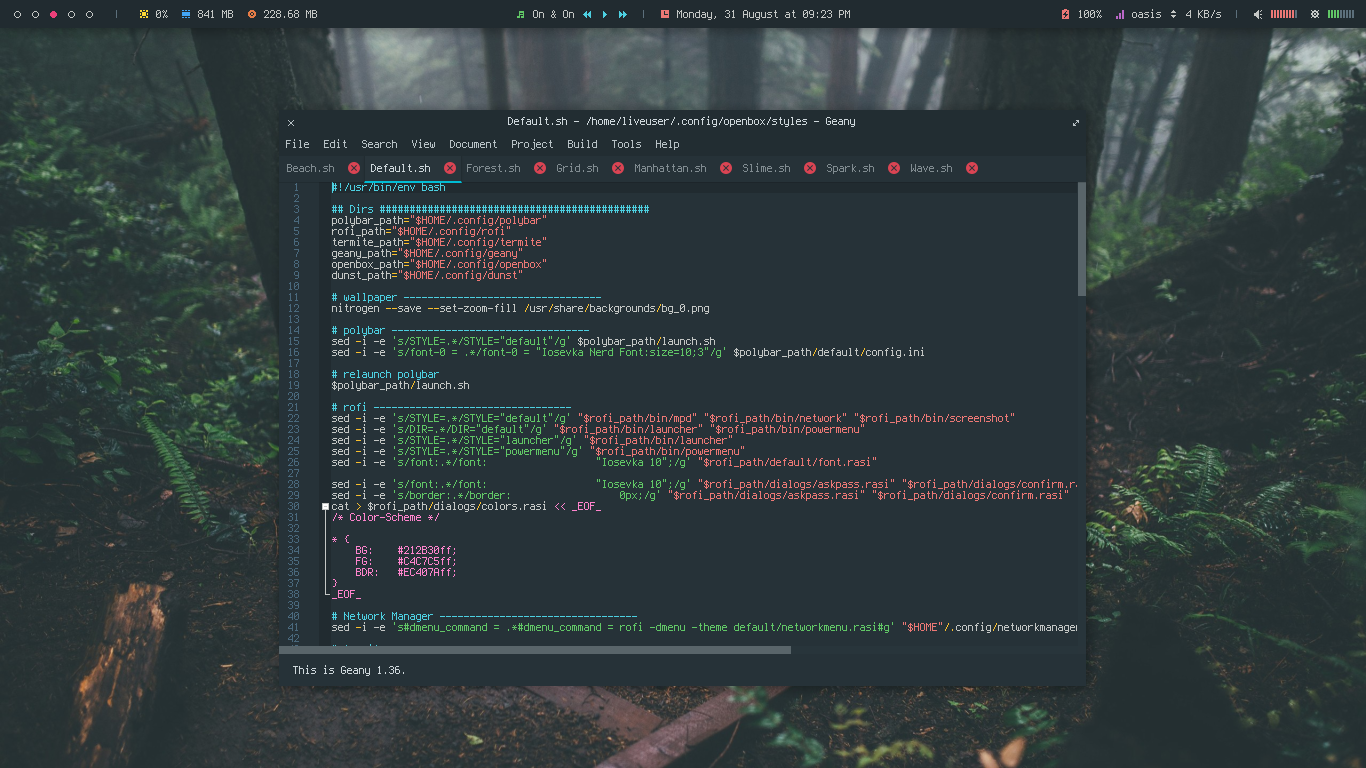 0% 841 MB 228.68 MB On & On Monday, 31 August at 09:23 PM 100% oasis 4 KB/s
Default.sh - /home/liveuser/.config/openbox/styles - Geany
File Edit Search View Document Project Build Tools Help
Beach.sh Default.sh Forest.sh Grid.sh Manhattan.sh Slime.sh Spark.sh Wave.sh
1 #!/usr/bin/env bash
2
3 ## Dirs #############################################
4 polybar_path="$HOME/.config/polybar"
5 rofi_path="$HOME/.config/rofi"
6 termite_path="$HOME/.config/termite"
7 geany_path="$HOME/.config/geany"
8 openbox_path="$HOME/.config/openbox"
9 dunst_path="$HOME/.config/dunst"
10
11 # wallpaper ---------------------------------
12 nitrogen --save --set-zoom-fill /usr/share/backgrounds/bg_0.png
13
14 # polybar ---------------------------------
15 sed -i -e 's/STYLE=.*/STYLE="default"/g' $polybar_path/launch.sh
16 sed -i -e 's/font-0 = .*/font-0 = "Iosevka Nerd Font:size=10;3"/g' $polybar_path/default/config.ini
17
18 # relaunch polybar
19 $polybar_path/launch.sh
20
21 # rofi ---------------------------------
22 sed -i -e 's/STYLE=.*/STYLE="default"/g' "$rofi_path/bin/mpd" "$rofi_path/bin/network" "$rofi_path/bin/screenshot"
23 sed -i -e 's/DIR=.*/DIR="default"/g' "$rofi_path/bin/launcher" "$rofi_path/bin/powermenu"
24 sed -i -e 's/STYLE=.*/STYLE="launcher"/g' "$rofi_path/bin/launcher"
25 sed -i -e 's/STYLE=.*/STYLE="powermenu"/g' "$rofi_path/bin/powermenu"
26 sed -i -e 's/font:.*/font: "Iosevka 10";/g' "$rofi_path/default/font.rasi"
27
28 sed -i -e 's/font:.*/font: "Iosevka 10";/g' "$rofi_path/dialogs/askpass.rasi" "$rofi_path/dialogs/confirm.r
29 sed -i -e 's/border:.*/border: 0px;/g' "$rofi_path/dialogs/askpass.rasi" "$rofi_path/dialogs/confirm.rasi"
30 cat > $rofi_path/dialogs/colors.rasi << _EOF_
31 /* Color-Scheme */
32
33 * {
34 BG: #212B30ff;
35 FG: #C4C7C5ff;
36 BDR: #EC407Aff;
37 }
38 _EOF_
39
40 # Network Manager ---------------------------------
41 sed -i -e 's#dmenu_command = .*#dmenu_command = rofi -dmenu -theme default/networkmenu.rasi#g' "$HOME"/.config/networkmanager
42
This is Geany 1.36.